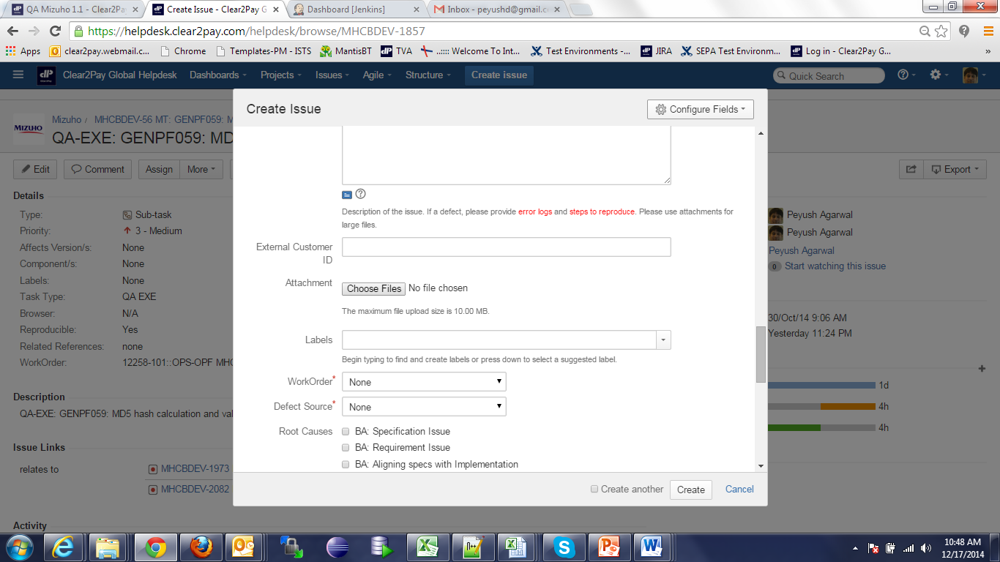 QA Mizuho 1.1 - Clear2Pay
Create Issue - Clear2Pay G
Dashboard [Jenkins]
Inbox - peyushd@gmail.c
https://helpdesk.clear2pay.com/helpdesk/browse/MHCBDEV-1857
Apps clear2pay.webmail.c... Chrome Templates-PM - ISTS MantisBT TVA ..:::: Welcome To Int... Test Environments -... JIRA SEPA Test Environm... Log in - Clear2Pay G... »
Clear2Pay Global Helpdesk Dashboards Projects Issues Agile Structure Create issue Quick Search
Create Issue
Configure Fields
MIZUHO
Mizuho / MHCBDEV-56 MT: GENPF059: M
QA-EXE: GENPF059: MD
Edit Comment Assign More Export
Details
Type: Sub-task
Priority: 3 - Medium
Affects Version/s: None
Component/s: None
Labels: None
Task Type: QA EXE
Browser: N/A
Reproducible: Yes
Related References: none
WorkOrder: 12258-101::OPS-OPF MHC
Description
QA-EXE: GENPF059: MD5 hash calculation and val
Issue Links
relates to MHCBDEV-1973
MHCBDEV-2082
Activity
Description of the issue. If a defect, please provide error logs and steps to reproduce. Please use attachments for
large files.
External Customer
ID
Attachment Choose Files No file chosen
The maximum file upload size is 10.00 MB.
Labels
Begin typing to find and create labels or press down to select a suggested label.
WorkOrder* None
Defect Source* None
Root Causes BA: Specification Issue
BA: Requirement Issue
BA: Aligning specs with Implementation
Create another Create Cancel
Peyush Agarwal
Peyush Agarwal
Peyush Agarwal
0 Start watching this issue
30/Oct/14 9:06 AM
Yesterday 11:24 PM
1d
4h
4h
10:48 AM
12/17/2014